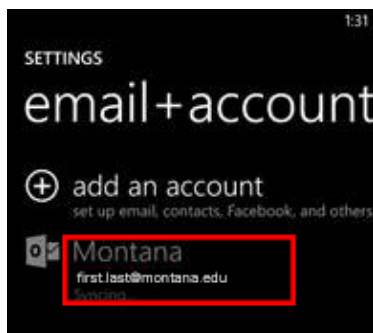 1:31
SETTINGS
email+account
add an account
set up email, contacts, Facebook, and others
Montana
first.last@montana.edu
Syncing...